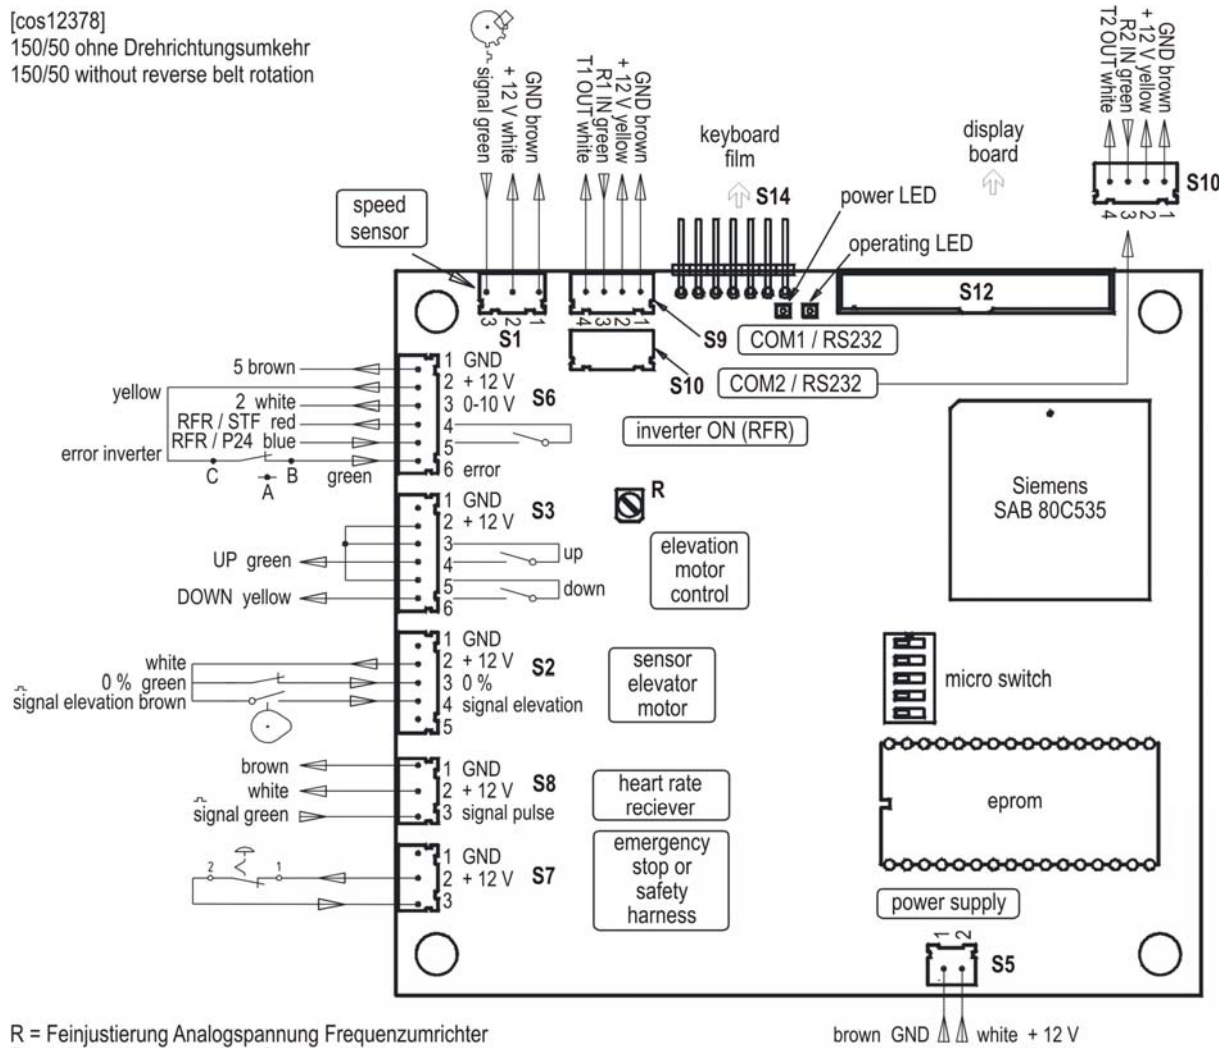 [cos12378]
150/50 ohne Drehrichtungsumkehr
150/50 without reverse belt rotation
signal green
+ 12 V white
GND brown
T1 OUT white
R1 IN green
+ 12 V yellow
GND brown
keyboard
film
S14
display
board
T2 OUT white
R2 IN green
+ 12 V yellow
GND brown
S10
4
3
2
1
power LED
operating LED
speed
sensor
3
2
1
S1
4
3
2
1
S9
S10
COM1 / RS232
COM2 / RS232
S12
5 brown
yellow
2 white
RFR / STF red
RFR / P24 blue
error inverter
C
B
A
green
1 GND
2 + 12 V
3 0-10 V
4
5
6 error
S6
inverter ON (RFR)
R
Siemens
SAB 80C535
1 GND
2 + 12 V
3
4
5
6
S3
up
down
UP green
DOWN yellow
elevation
motor
control
white
0 % green
signal elevation brown
1 GND
2 + 12 V
3 0 %
4 signal elevation
5
S2
sensor
elevator
motor
micro switch
brown
white
signal green
1 GND
2 + 12 V
3 signal pulse
S8
heart rate
reciever
eprom
2
1
1 GND
2 + 12 V
3
S7
emergency
stop or
safety
harness
power supply
1
2
S5
R = Feinjustierung Analogspannung Frequenzumrichter
brown GND
white + 12 V